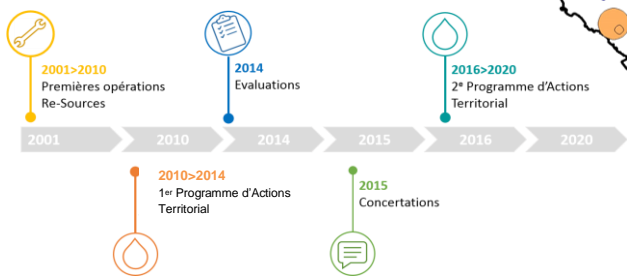 2001>2010
Premières opérations
Re-Sources
2014
Evaluations
2016>2020
2e Programme d'Actions
Territorial
2001
2010
2014
2015
2016
2020
2010>2014
1er Programme d'Actions
Territorial
2015
Concertations